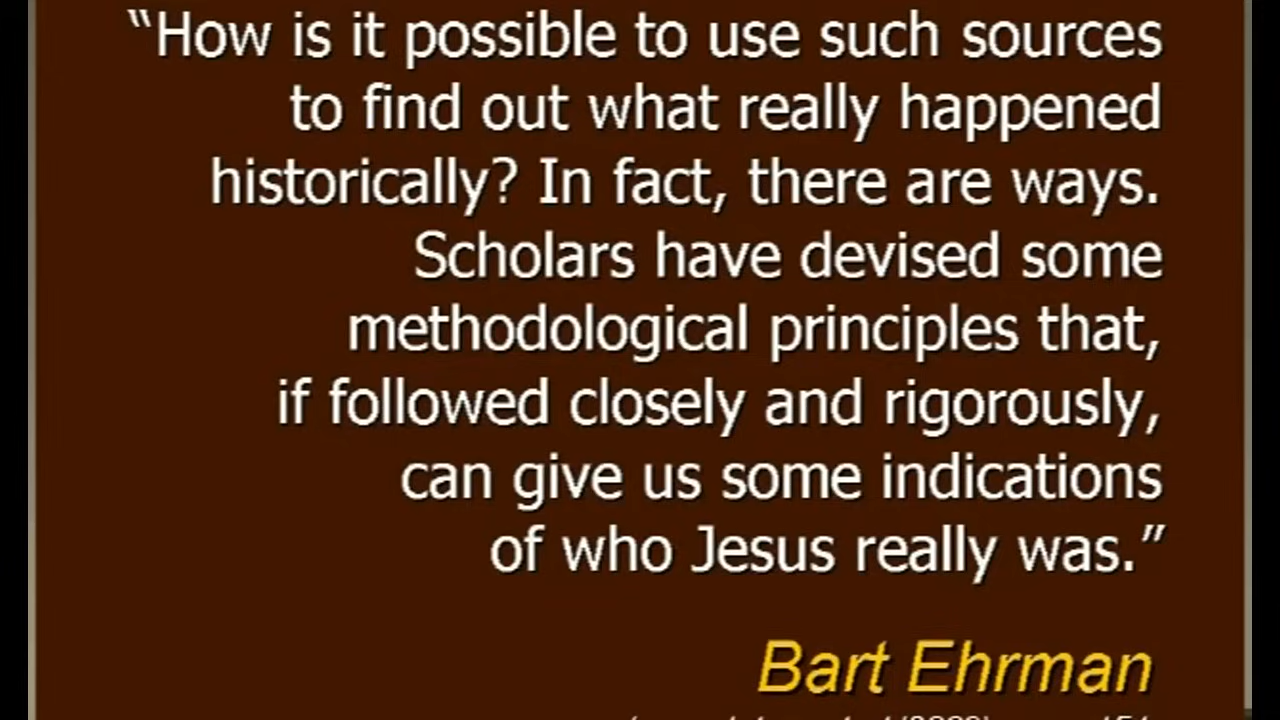 “How is it possible to use such sources
to find out what really happened
historically? In fact, there are ways.
Scholars have devised some
methodological principles that,
if followed closely and rigorously,
can give us some indications
of who Jesus really was.”
Bart Ehrman